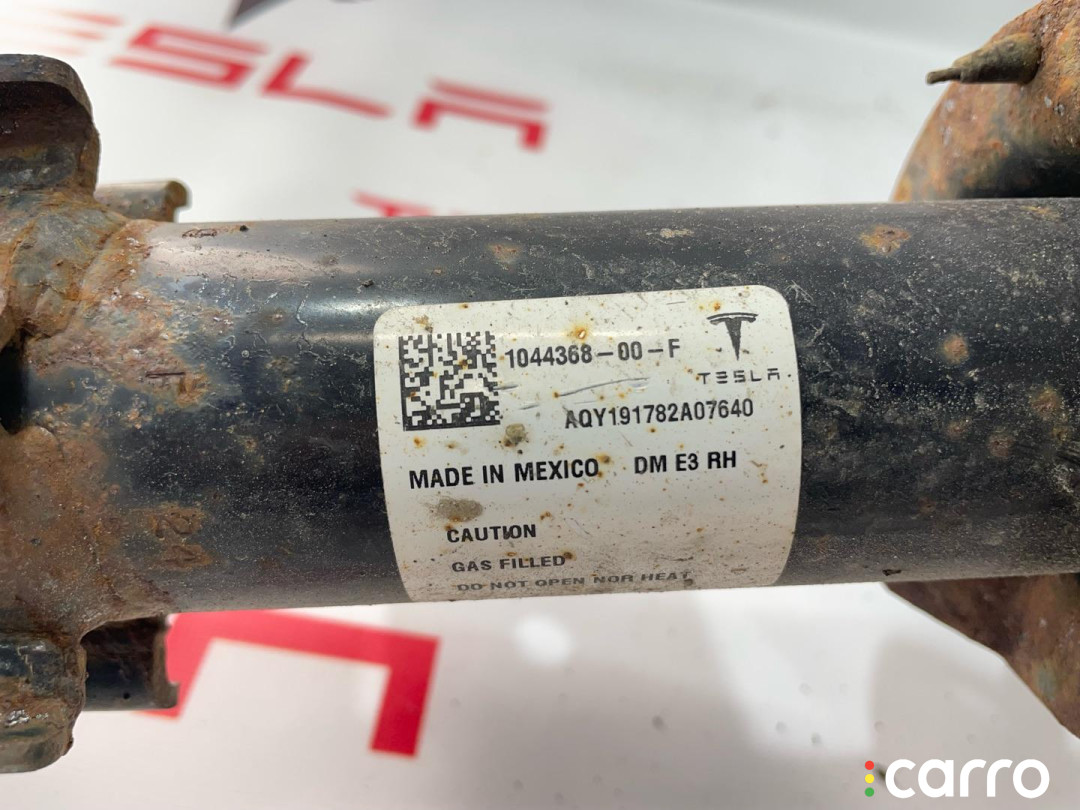 TESLA
1044368-00-F
TESLA
AQY191782A07640
MADE IN MEXICO DM E3 RH
CAUTION
GAS FILLED
DO NOT OPEN NOR HEAT
24
carro